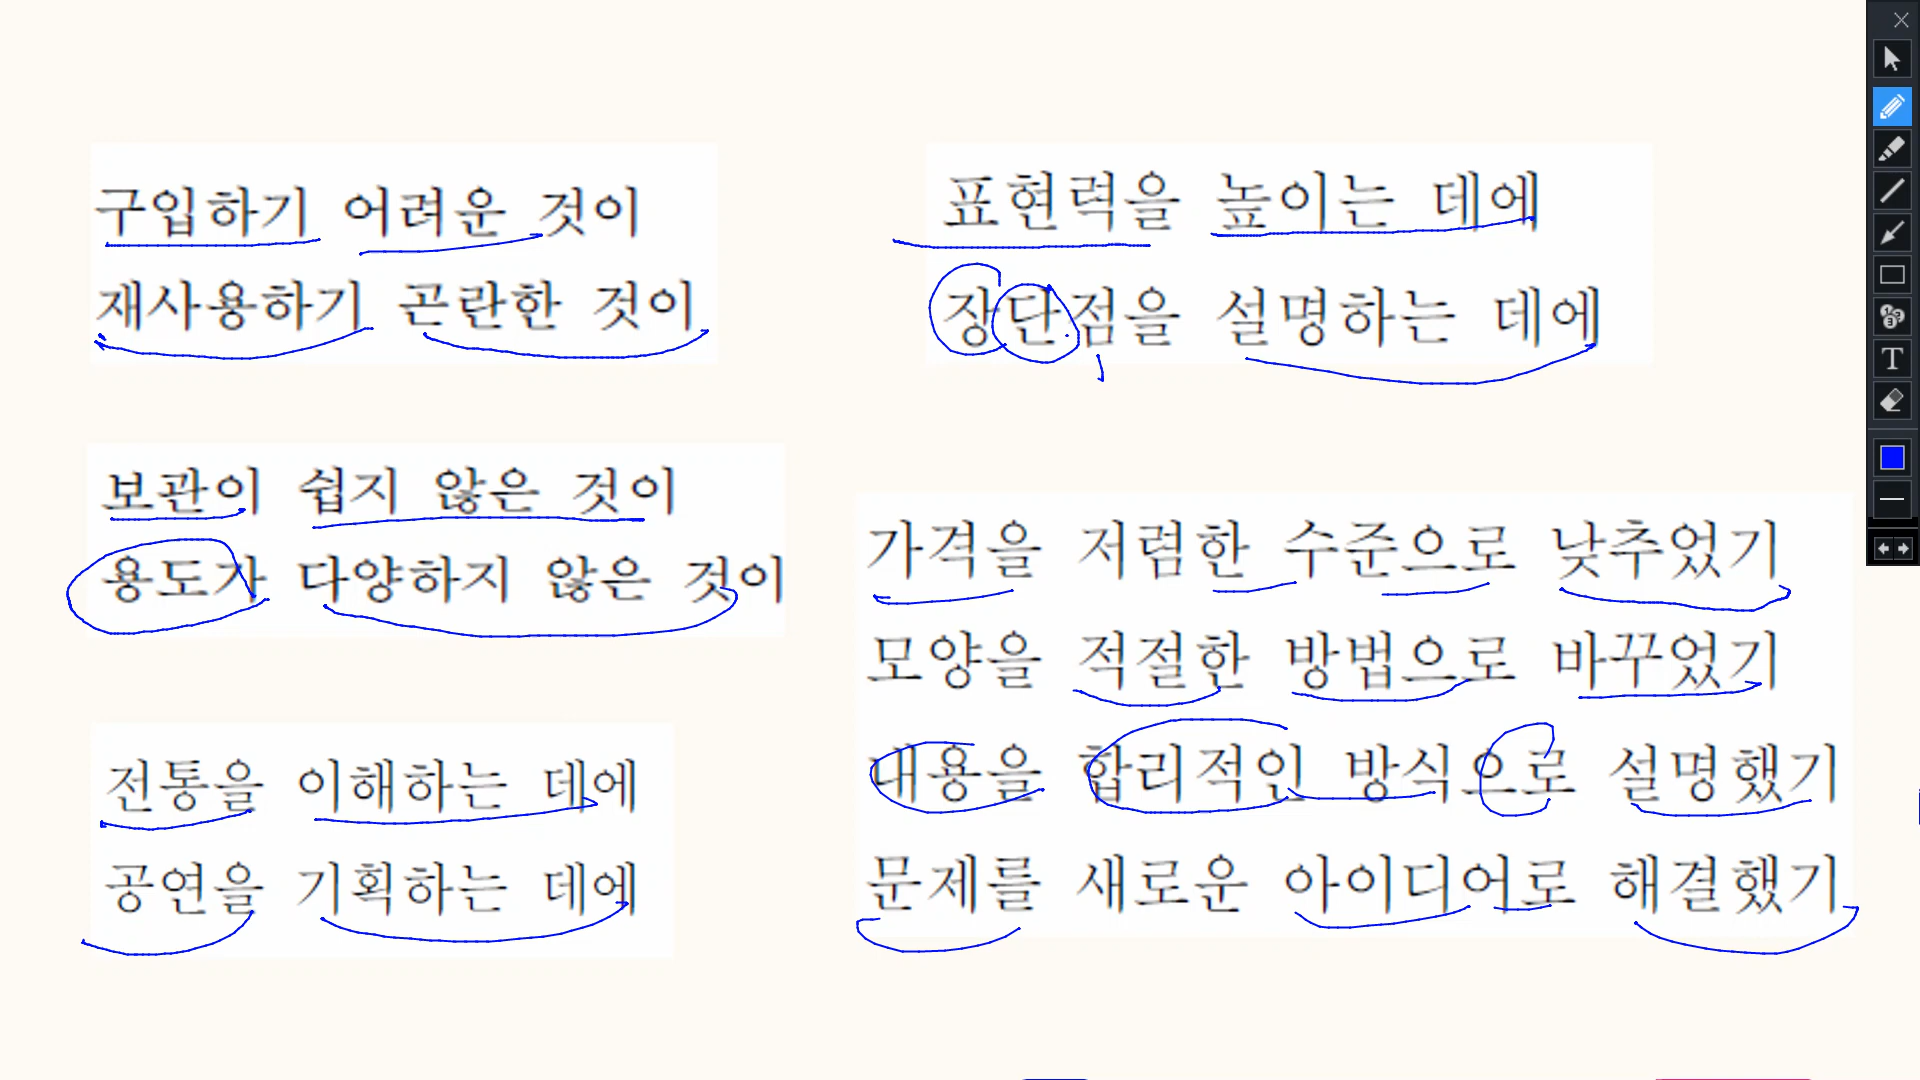 구입하기 어려운 것이
재사용하기 곤란한 것이
보관이 쉽지 않은 것이
용도가 다양하지 않은 것이
전통을 이해하는 데에
공연을 기획하는 데에
표현력을 높이는 데에
장단점을 설명하는 데에
가격을 저렴한 수준으로 낮추었기
모양을 적절한 방법으로 바꾸었기
내용을 합리적인 방식으로 설명했기
문제를 새로운 아이디어로 해결했기